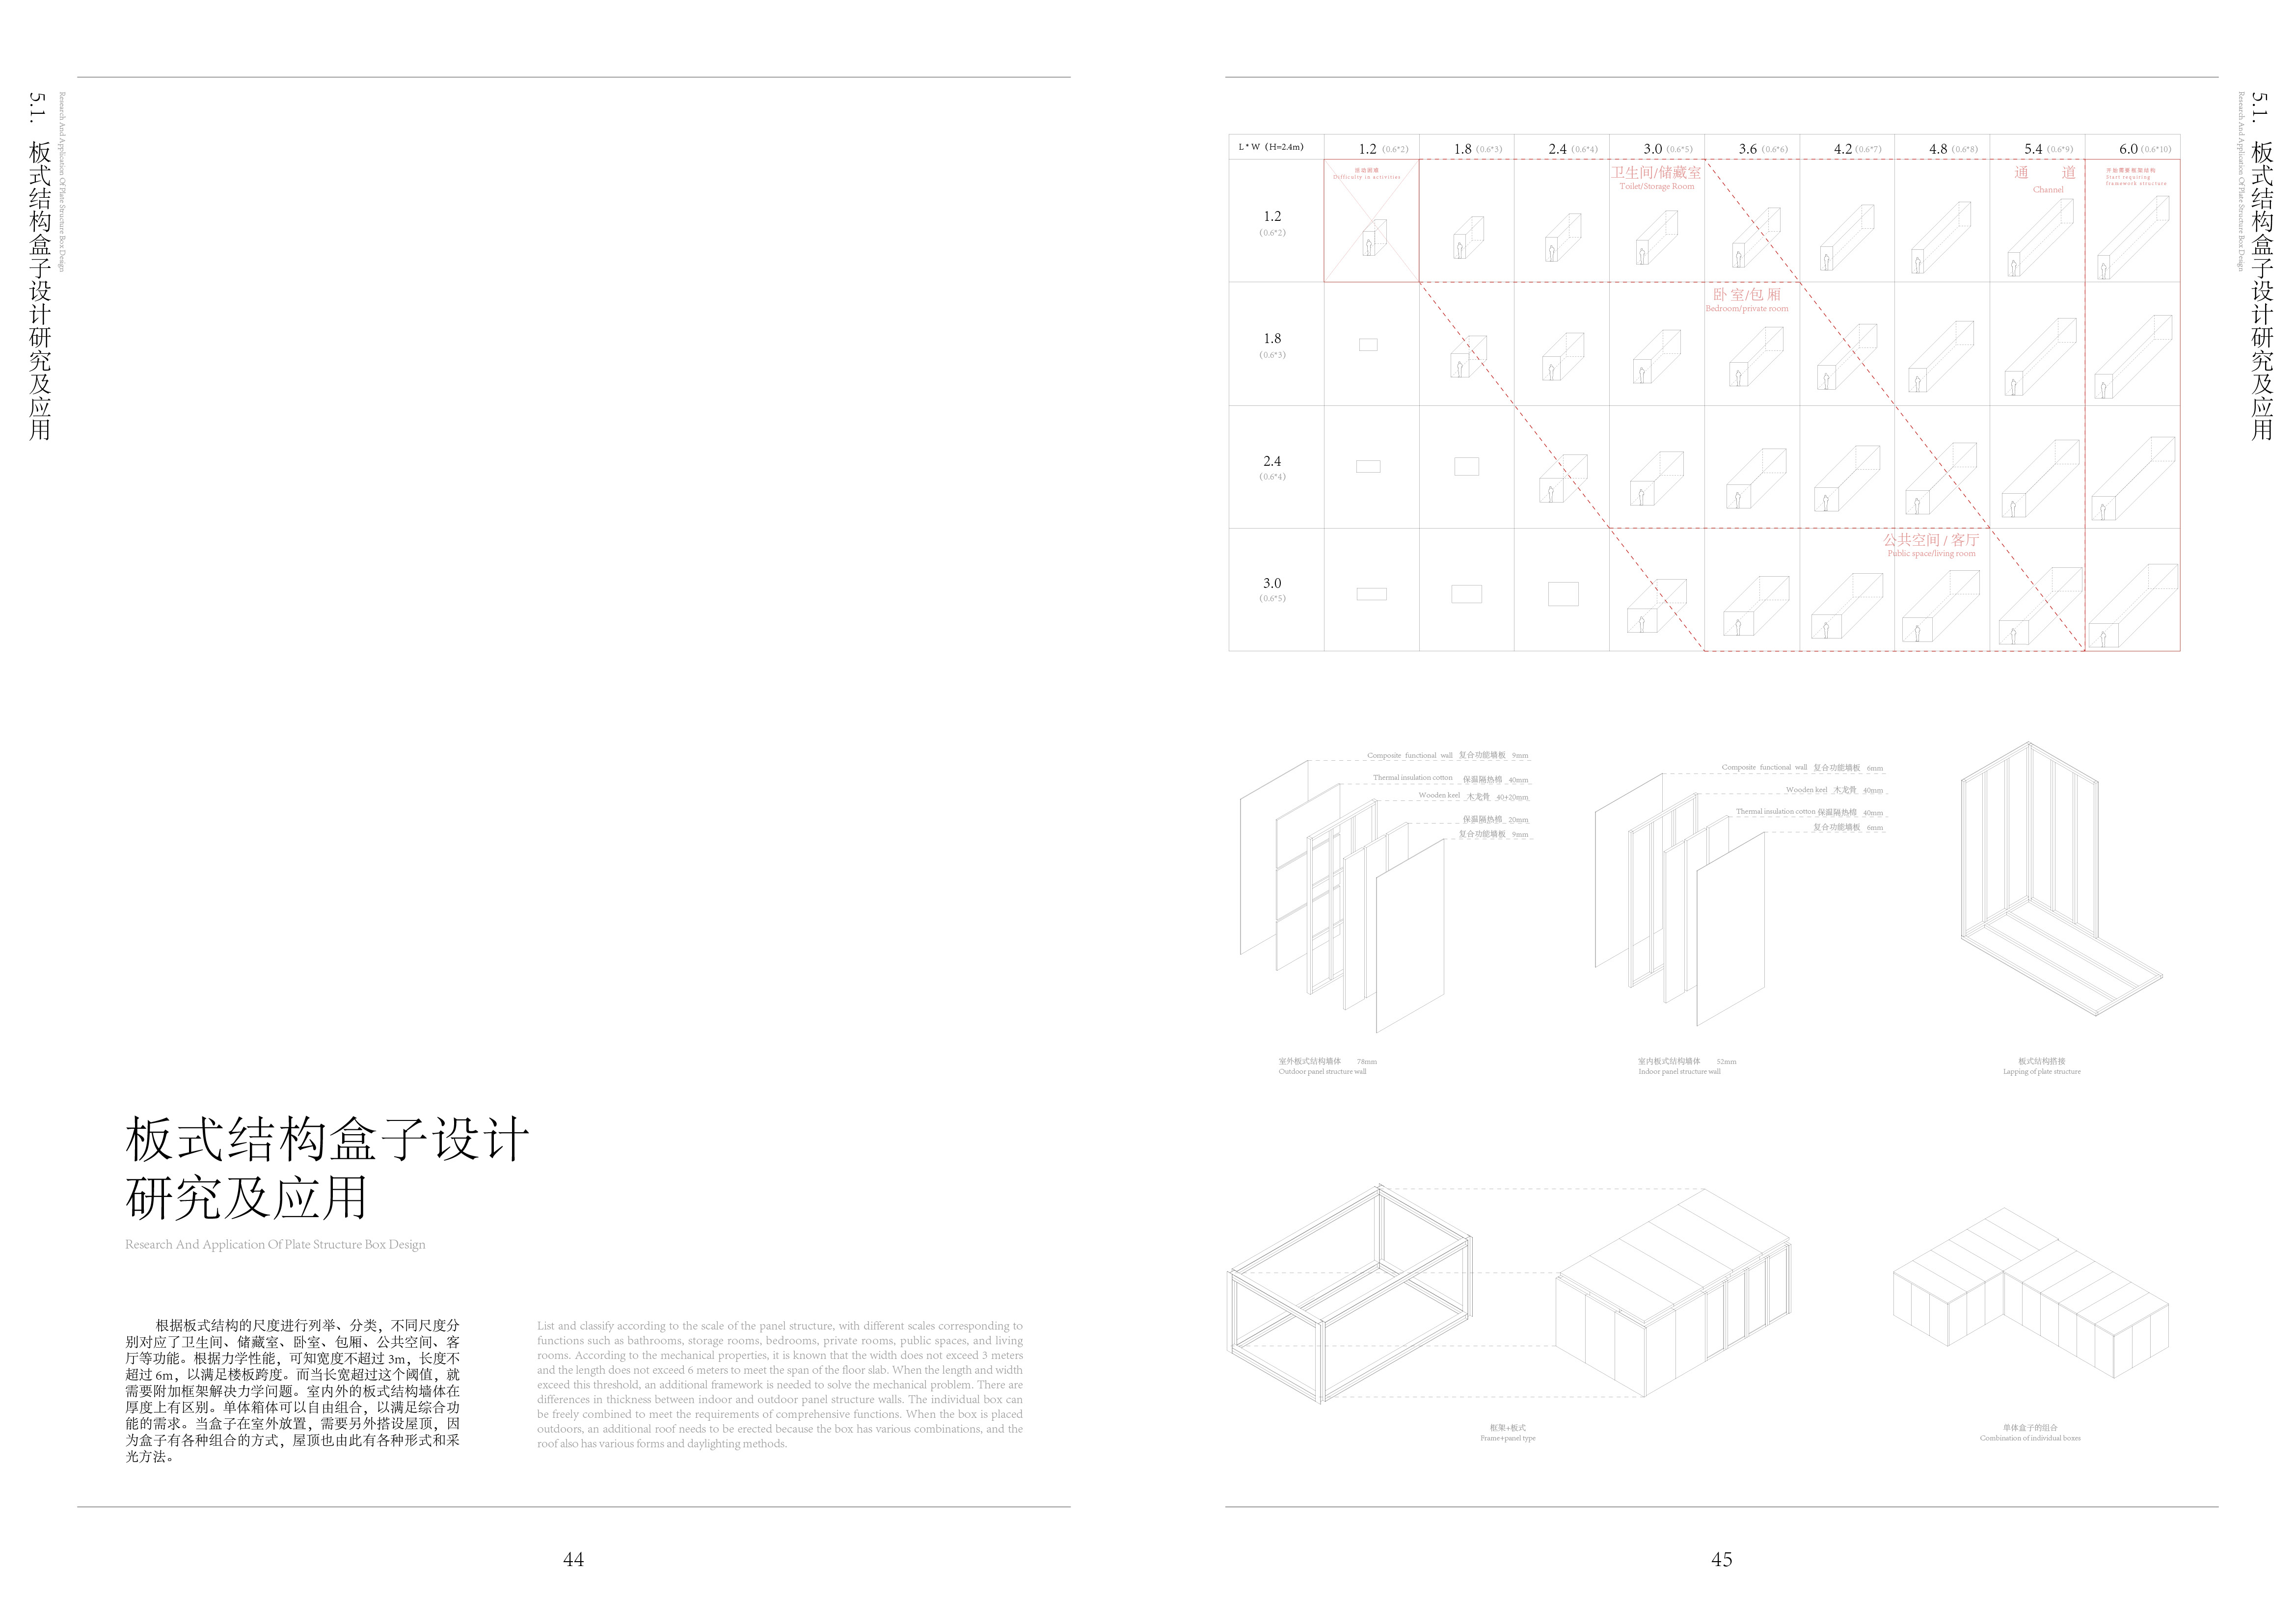 5.1. 板式结构盒子设计研究及应用
Research And Application Of Plate Structure Box Design
板式结构盒子设计
研究及应用
Research And Application Of Plate Structure Box Design
根据板式结构的尺度进行列举、分类，不同尺度分
别对应了卫生间、储藏室、卧室、包厢、公共空间、客
厅等功能。根据力学性能，可知宽度不超过 3m，长度不
超过 6m，以满足楼板跨度。而当长宽超过这个阈值，就
需要附加框架解决力学问题。室内外的板式结构墙体在
厚度上有区别。单体箱体可以自由组合，以满足综合功
能的需求。当盒子在室外放置，需要另外搭设屋顶，因
为盒子有各种组合的方式，屋顶也由此有各种形式和采
光方法。
List and classify according to the scale of the panel structure, with different scales corresponding to
functions such as bathrooms, storage rooms, bedrooms, private rooms, public spaces, and living
rooms. According to the mechanical properties, it is known that the width does not exceed 3 meters
and the length does not exceed 6 meters to meet the span of the floor slab. When the length and width
exceed this threshold, an additional framework is needed to solve the mechanical problem. There are
differences in thickness between indoor and outdoor panel structure walls. The individual box can
be freely combined to meet the requirements of comprehensive functions. When the box is placed
outdoors, an additional roof needs to be erected because the box has various combinations, and the
roof also has various forms and daylighting methods.
44
L * W (H=2.4m) 1.2 (0.6*2) 1.8 (0.6*3) 2.4 (0.6*4) 3.0 (0.6*5) 3.6 (0.6*6) 4.2 (0.6*7) 4.8 (0.6*8) 5.4 (0.6*9) 6.0 (0.6*10)
活动困难
Difficulty in activities
卫生间/储藏室
Toilet/Storage Room
通 道
Channel
开始需要框架结构
Start requiring
framework structure
1.2
(0.6*2)
卧 室/包 厢
Bedroom/private room
1.8
(0.6*3)
2.4
(0.6*4)
公共空间 / 客厅
Public space/living room
3.0
(0.6*5)
Composite functional wall 复合功能墙板 9mm
Thermal insulation cotton 保温隔热棉 40mm
Wooden keel 木龙骨 40+20mm
保温隔热棉 20mm
复合功能墙板 9mm
室外板式结构墙体 78mm
Outdoor panel structure wall
Composite functional wall 复合功能墙板 6mm
Wooden keel 木龙骨 40mm
Thermal insulation cotton 保温隔热棉 40mm
复合功能墙板 6mm
室内板式结构墙体 52mm
Indoor panel structure wall
板式结构搭接
Lapping of plate structure
框架+板式
Frame+panel type
单体盒子的组合
Combination of individual boxes
45
5.1. 板式结构盒子设计研究及应用
Research And Application Of Plate Structure Box Design